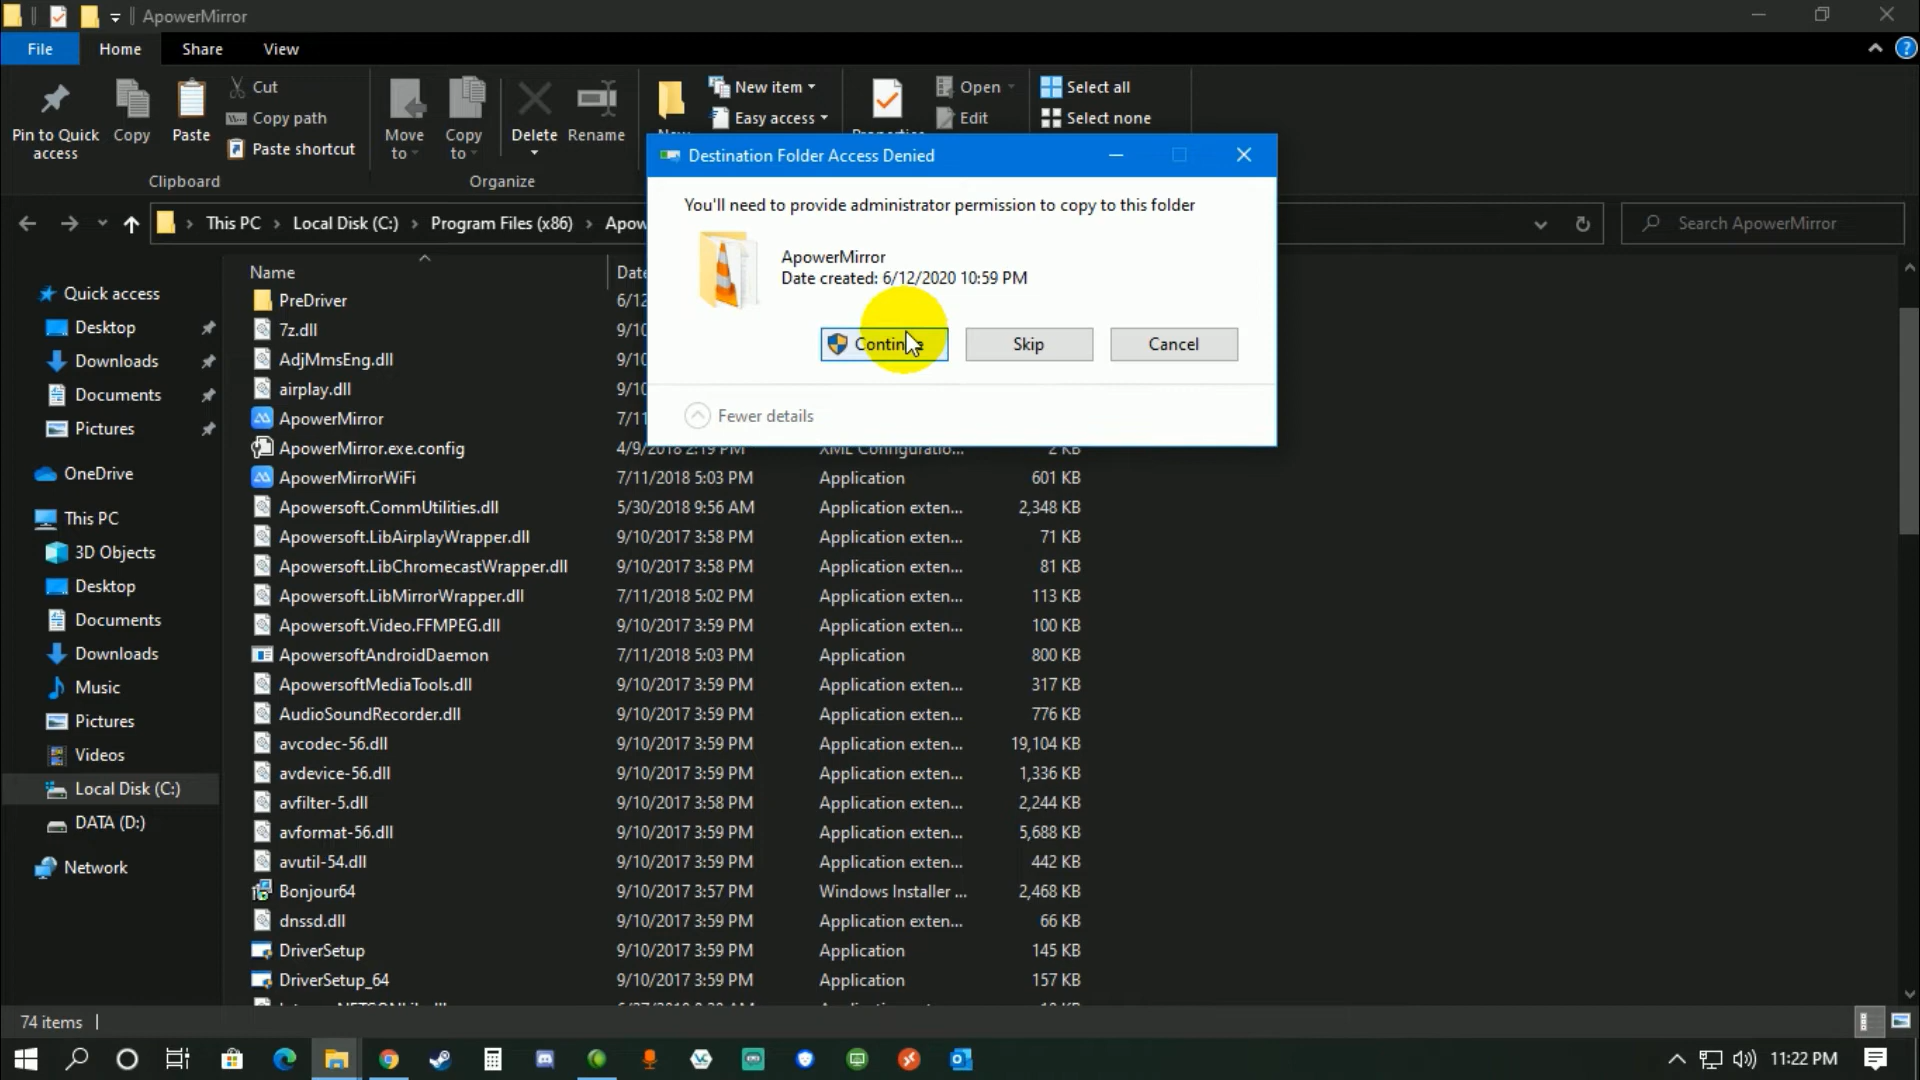 ApowerMirror
File
Home
Share
View
Pin to Quick access
Copy
Paste
Cut
Copy path
Paste shortcut
Clipboard
Move to
Copy to
Delete
Rename
Organize
New item
Easy access
Open
Edit
Select all
Select none
This PC
Local Disk (C:)
Program Files (x86)
Search ApowerMirror
Destination Folder Access Denied
You'll need to provide administrator permission to copy to this folder
ApowerMirror
Date created: 6/12/2020 10:59 PM
Continue
Skip
Cancel
Fewer details
Quick access
Desktop
Downloads
Documents
Pictures
OneDrive
This PC
3D Objects
Desktop
Documents
Downloads
Music
Pictures
Videos
Local Disk (C:)
DATA (D:)
Network
Name
PreDriver
7z.dll
AdjMmsEng.dll
airplay.dll
ApowerMirror
ApowerMirror.exe.config 4/9/2018 2:19 PM XML Configuratio... 2 KB
ApowerMirrorWiFi 7/11/2018 5:03 PM Application 601 KB
Apowersoft.CommUtilities.dll 5/30/2018 9:56 AM Application exten... 2,348 KB
Apowersoft.LibAirplayWrapper.dll 9/10/2017 3:58 PM Application exten... 71 KB
Apowersoft.LibChromecastWrapper.dll 9/10/2017 3:58 PM Application exten... 81 KB
Apowersoft.LibMirrorWrapper.dll 7/11/2018 5:02 PM Application exten... 113 KB
Apowersoft.Video.FFMPEG.dll 9/10/2017 3:59 PM Application exten... 100 KB
ApowersoftAndroidDaemon 7/11/2018 5:03 PM Application 800 KB
ApowersoftMediaTools.dll 9/10/2017 3:59 PM Application exten... 317 KB
AudioSoundRecorder.dll 9/10/2017 3:59 PM Application exten... 776 KB
avcodec-56.dll 9/10/2017 3:59 PM Application exten... 19,104 KB
avdevice-56.dll 9/10/2017 3:59 PM Application exten... 1,336 KB
avfilter-5.dll 9/10/2017 3:58 PM Application exten... 2,244 KB
avformat-56.dll 9/10/2017 3:59 PM Application exten... 5,688 KB
avutil-54.dll 9/10/2017 3:59 PM Application exten... 442 KB
Bonjour64 9/10/2017 3:57 PM Windows Installer ... 2,468 KB
dnssd.dll 9/10/2017 3:59 PM Application exten... 66 KB
DriverSetup 9/10/2017 3:59 PM Application 145 KB
DriverSetup_64 9/10/2017 3:59 PM Application 157 KB
74 items
11:22 PM